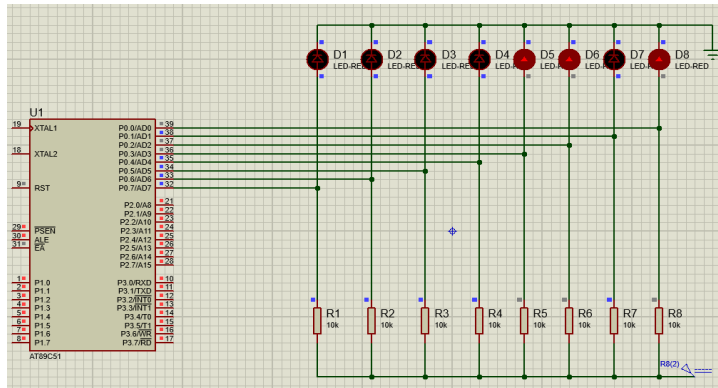 D1 D2 D3 D4 D5 D6 D7 D8
LED-RED LED-RED LED-RED LED-RED LED-RED LED-RED LED-RED LED-RED
U1
19 XTAL1 P0.0/AD0 39
P0.1/AD1 38
P0.2/AD2 37
18 XTAL2 P0.3/AD3 36
P0.4/AD4 35
P0.5/AD5 34
P0.6/AD6 33
9 RST P0.7/AD7 32
P2.0/A8 21
P2.1/A9 22
P2.2/A10 23
29 PSEN P2.3/A11 24
30 ALE P2.4/A12 25
31 EA P2.5/A13 26
P2.6/A14 27
P2.7/A15 28
1 P1.0 P3.0/RXD 10
2 P1.1 P3.1/TXD 11
3 P1.2 P3.2/INT0 12
4 P1.3 P3.3/INT1 13
5 P1.4 P3.4/T0 14
6 P1.5 P3.5/T1 15
7 P1.6 P3.6/WR 16
8 P1.7 P3.7/RD 17
AT89C51
R1 R2 R3 R4 R5 R6 R7 R8
10k 10k 10k 10k 10k 10k 10k 10k
R8(2)